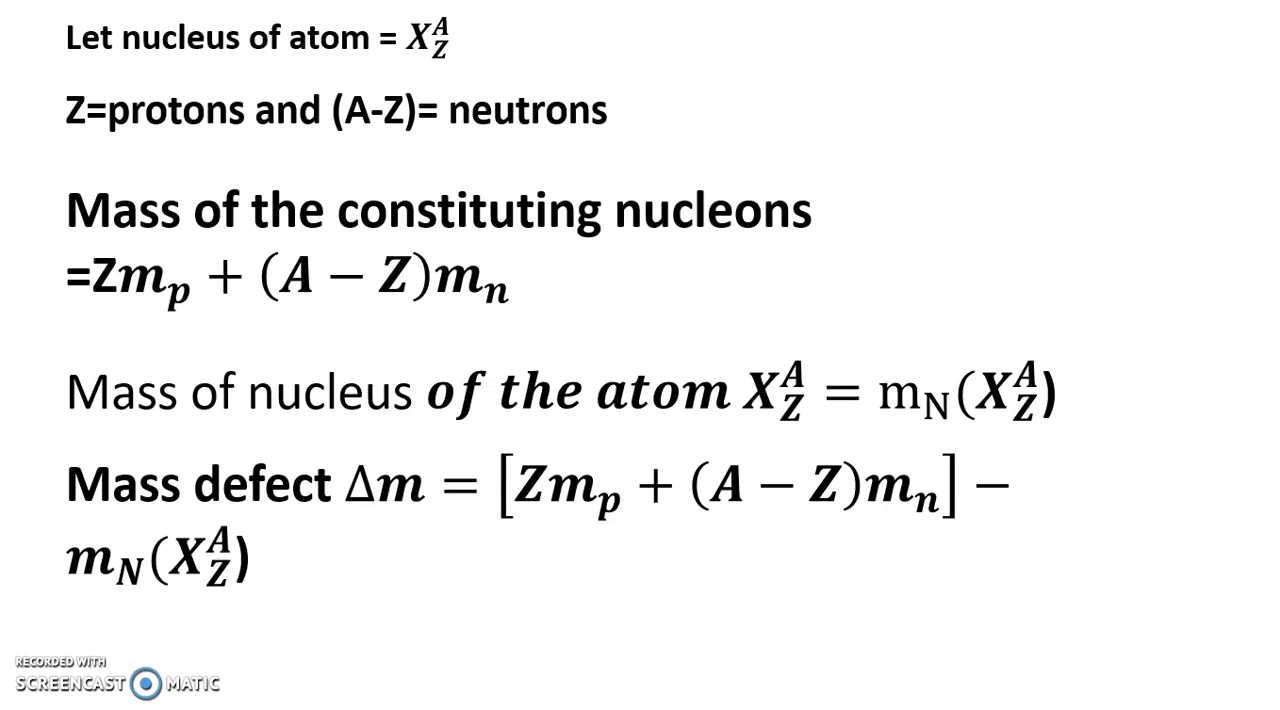 Let nucleus of atom = X_Z^A
Z=protons and (A-Z)= neutrons
Mass of the constituting nucleons
=Zm_p + (A − Z)m_n
Mass of nucleus of the atom X_Z^A = m_N(X_Z^A)
Mass defect Δm = [Zm_p + (A − Z)m_n] −
m_N(X_Z^A)
RECORDED WITH
SCREENCAST MATIC